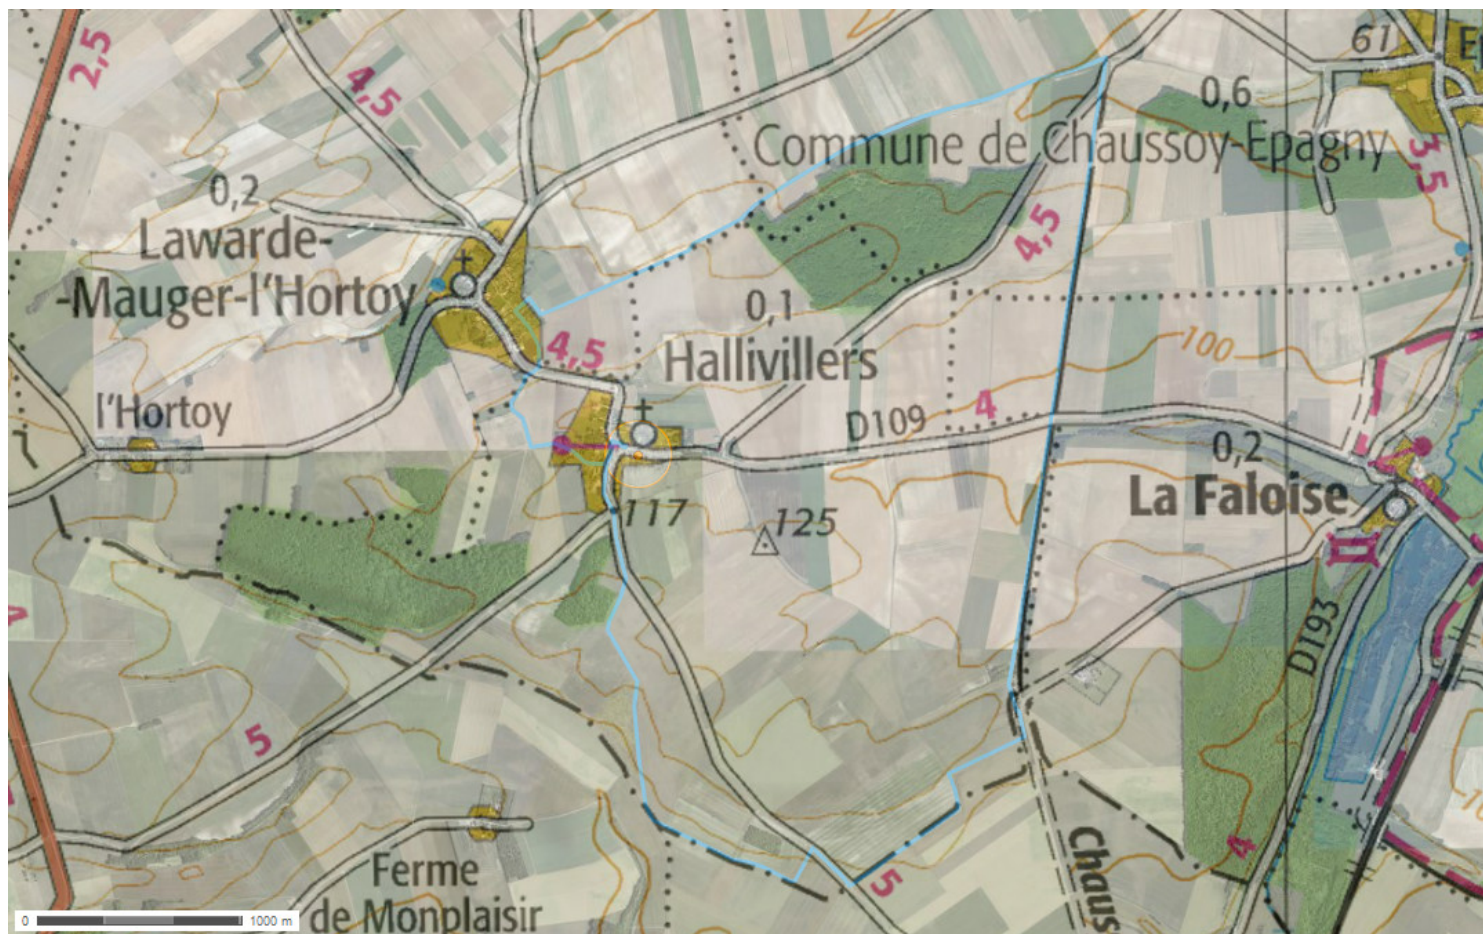 2,5
4,5
61
0,6
Commune de Chaussoy-Epagny
3,5
0,2
Lawarde-
-Mauger-l'Hortoy
4,5
0,1
4,5
Hallivillers
100
l'Hortoy
4
D109
0,2
La Faloise
117
125
D193
5
4
Ferme
de Monplaisir
5
Chaus
0
1000 m